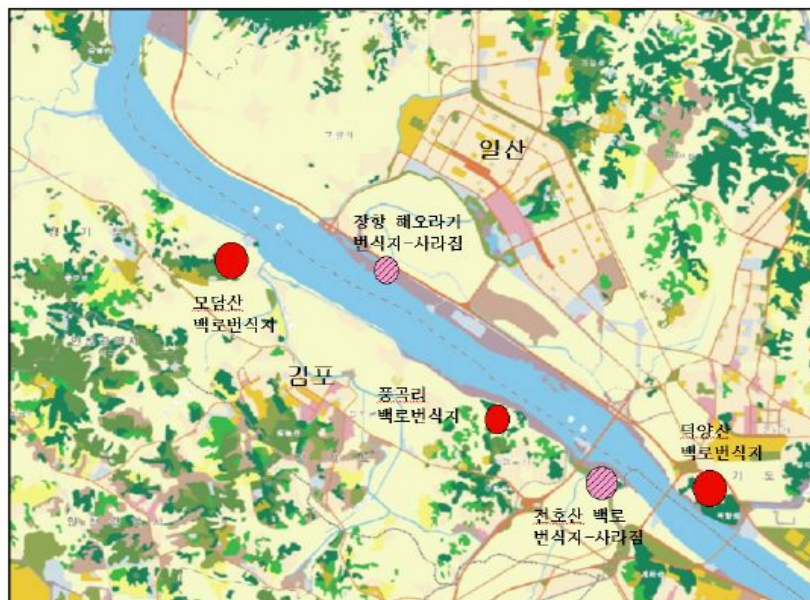 일산
장항 해오라기
번식지-사라짐
모담산
백로번식지
김포
풍곡리
백로번식지
덕양산
백로번식지
전호산 백로
번식지-사라짐